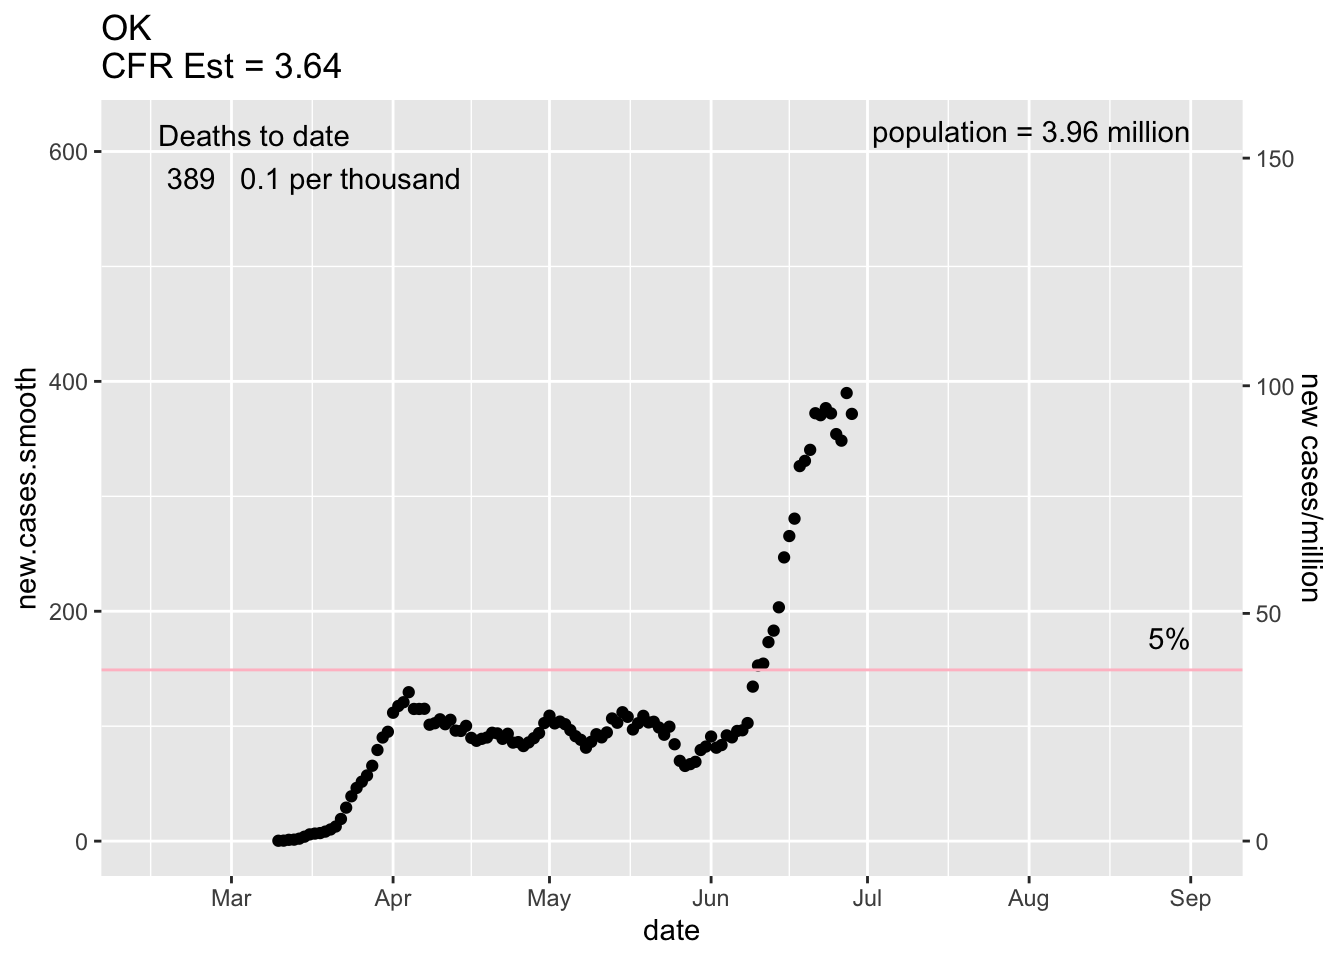 OK
CFR Est = 3.64
Deaths to date
389 0.1 per thousand
population = 3.96 million
600
400
200
0
new.cases.smooth
150
100
50
0
new cases/million
5%
Mar Apr May Jun Jul Aug Sep
date